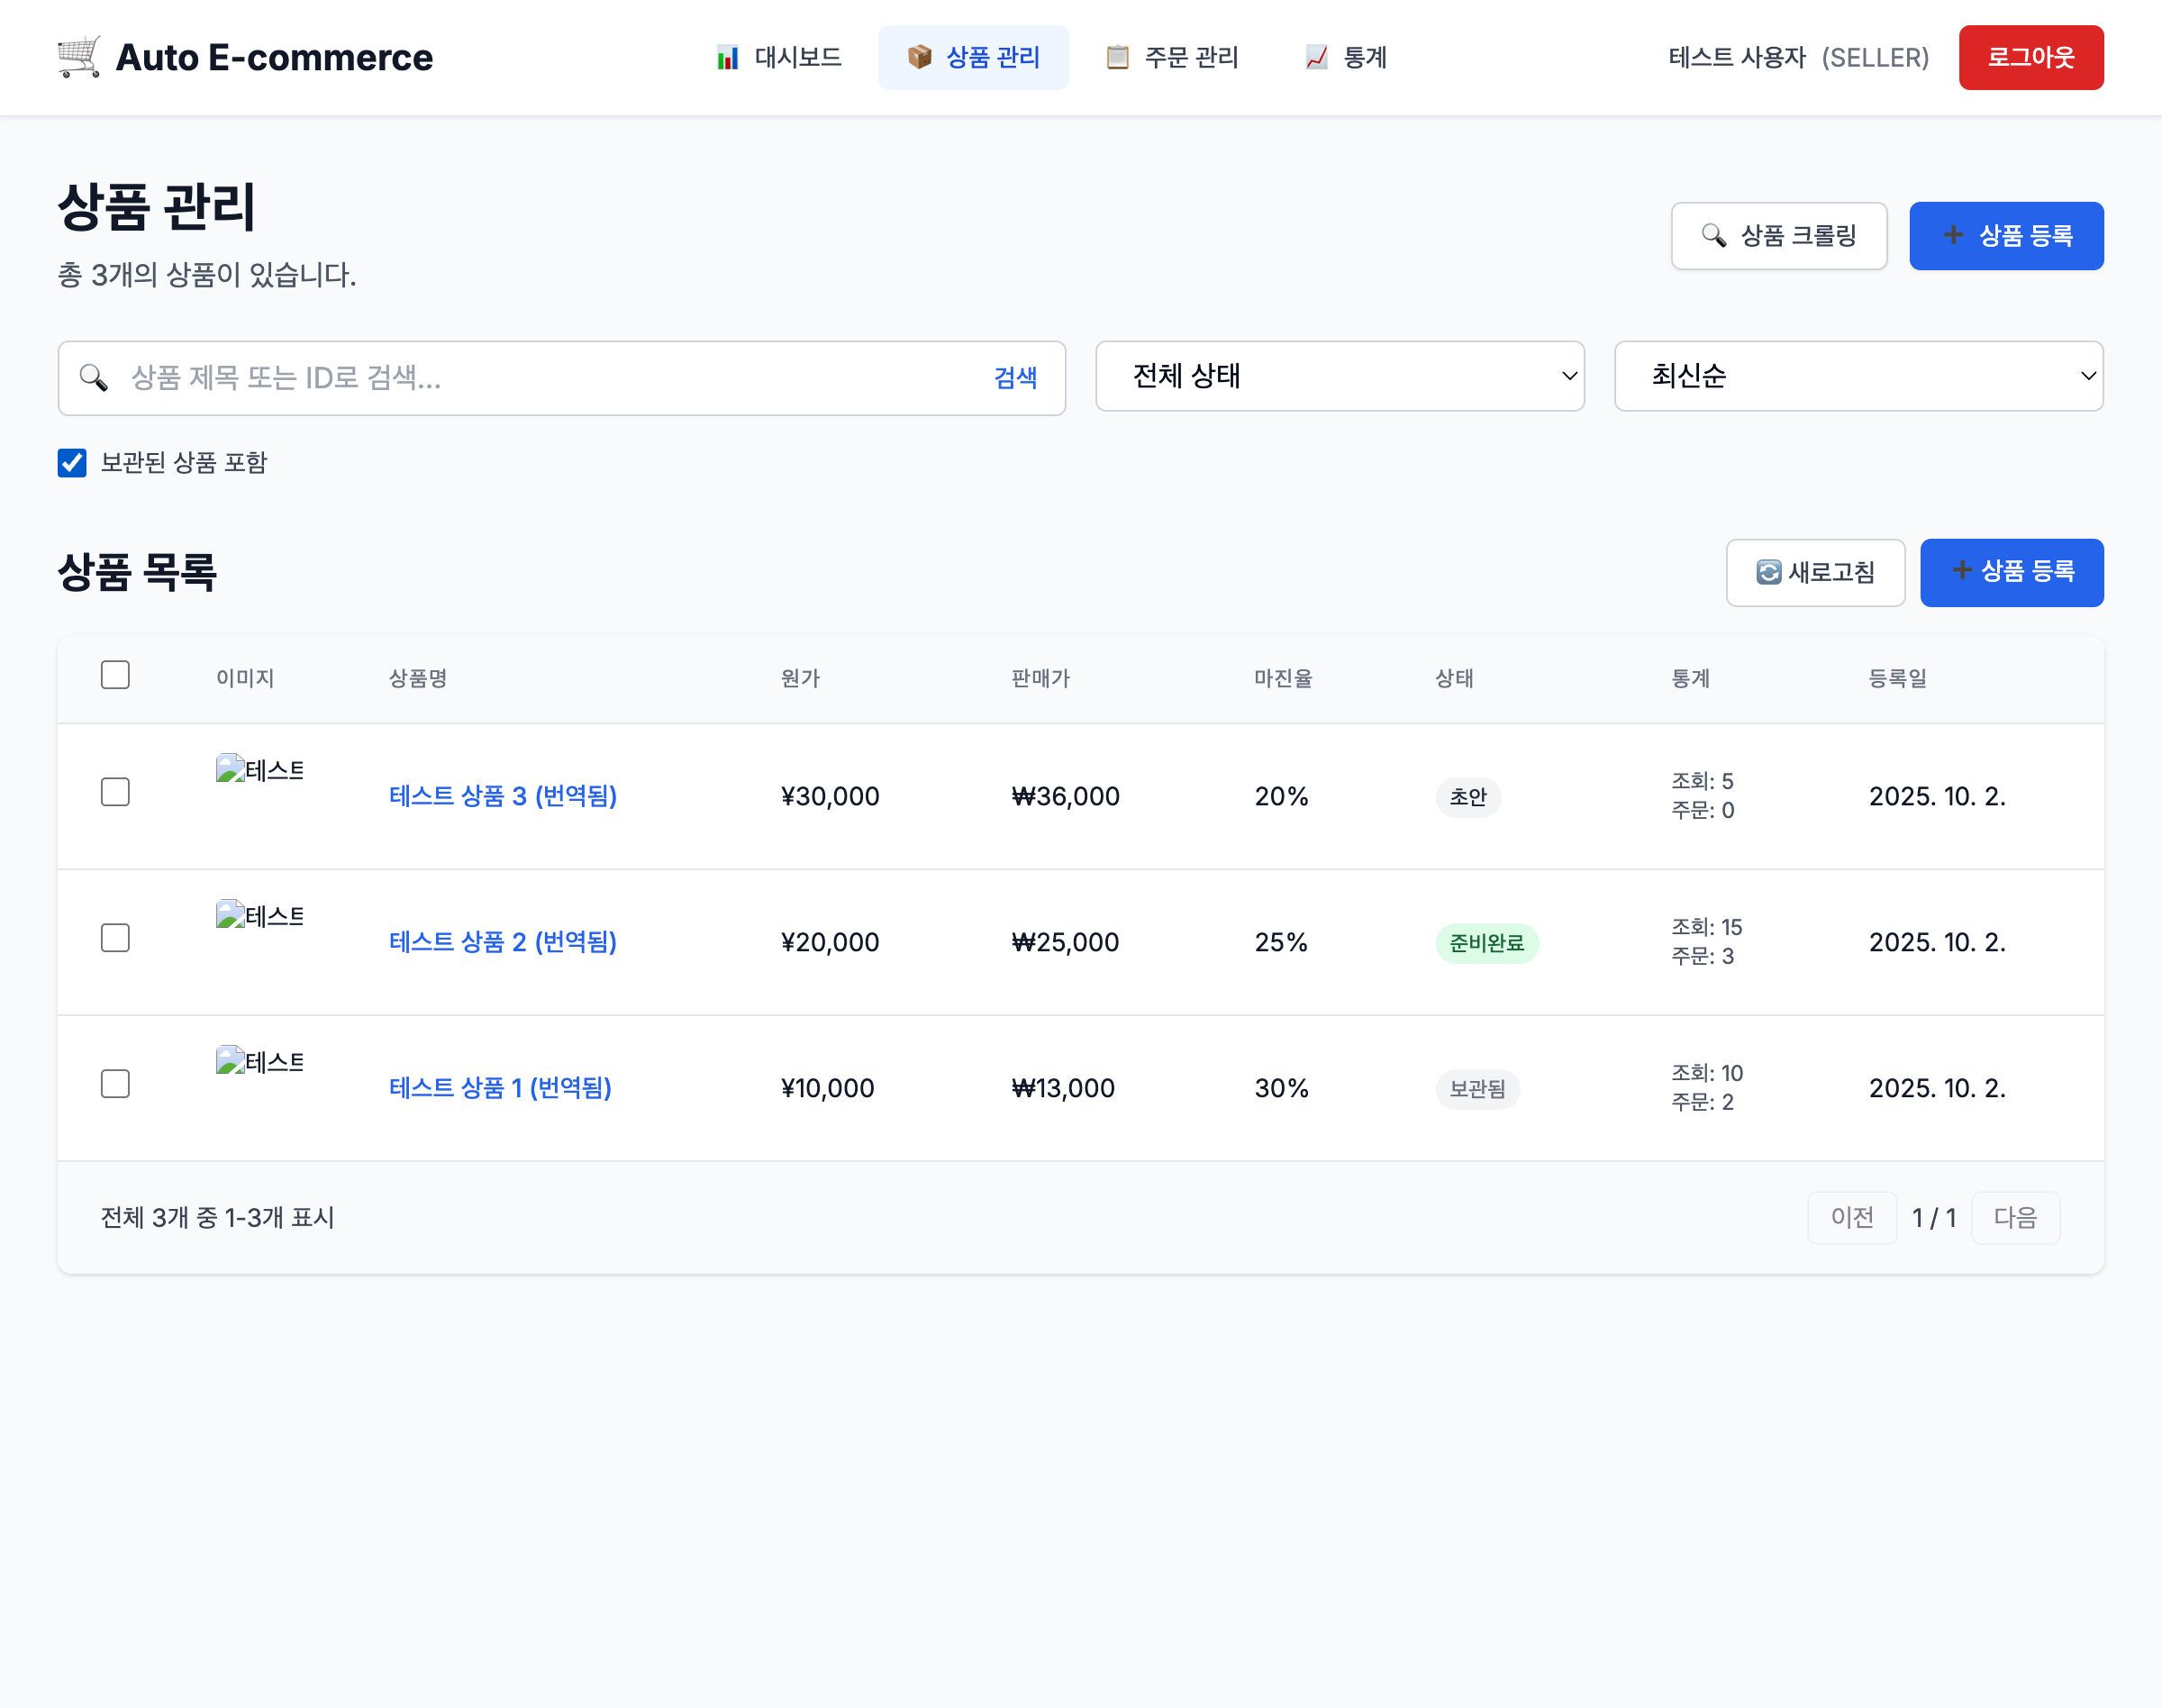 Auto E-commerce
대시보드 상품 관리 주문 관리 통계
테스트 사용자 (SELLER) 로그아웃
상품 관리
총 3개의 상품이 있습니다.
상품 크롤링 상품 등록
상품 제목 또는 ID로 검색... 검색 전체 상태 최신순
보관된 상품 포함
상품 목록
새로고침 상품 등록
이미지 상품명 원가 판매가 마진율 상태 통계 등록일
테스트 테스트 상품 3 (번역됨) ¥30,000 ₩36,000 20% 초안 조회: 5 2025. 10. 2.
주문: 0
테스트 테스트 상품 2 (번역됨) ¥20,000 ₩25,000 25% 준비완료 조회: 15 2025. 10. 2.
주문: 3
테스트 테스트 상품 1 (번역됨) ¥10,000 ₩13,000 30% 보관됨 조회: 10 2025. 10. 2.
주문: 2
전체 3개 중 1-3개 표시
이전 1 / 1 다음